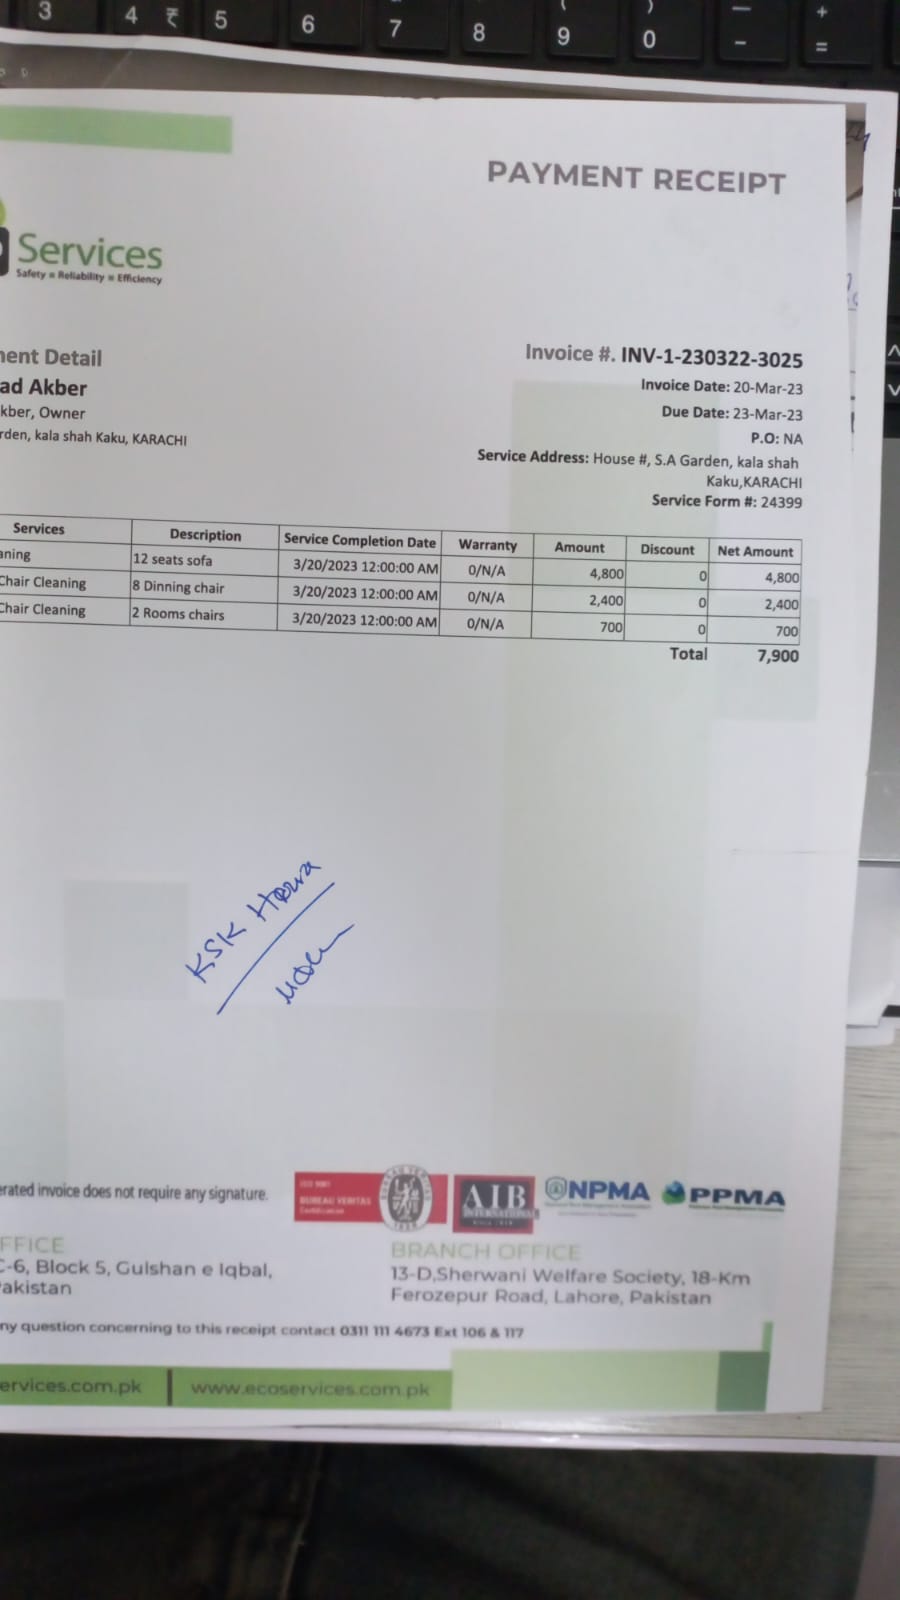 3 4 ₹ 5 6 7 8 9 ) 0 — - + =
PAYMENT RECEIPT
Services
Safety Reliability Efficiency
ent Detail
Invoice #. INV-1-230322-3025
ad Akber
Invoice Date: 20-Mar-23
kber, Owner
Due Date: 23-Mar-23
rden, kala shah Kaku, KARACHI
P.O: NA
Service Address: House #, S.A Garden, kala shah
Kaku,KARACHI
Service Form #: 24399
Services Description Service Completion Date Warranty Amount Discount Net Amount
aning 12 seats sofa 3/20/2023 12:00:00 AM 0/N/A 4,800 0 4,800
Chair Cleaning 8 Dinning chair 3/20/2023 12:00:00 AM 0/N/A 2,400 0 2,400
Chair Cleaning 2 Rooms chairs 3/20/2023 12:00:00 AM 0/N/A 700 0 700
Total 7,900
KSK
erated invoice does not require any signature.
ISO 9001
BUREAU VERITAS
Certification
BUREAU VERITAS
1828
AIB
INTERNATIONAL
NPMA
PPMA
FFICE
C-6, Block 5, Gulshan e Iqbal,
akistan
BRANCH OFFICE
13-D,Sherwani Welfare Society, 18-Km
Ferozepur Road, Lahore, Pakistan
ny question concerning to this receipt contact 0311 111 4673 Ext 106 & 117
ervices.com.pk | www.ecoservices.com.pk